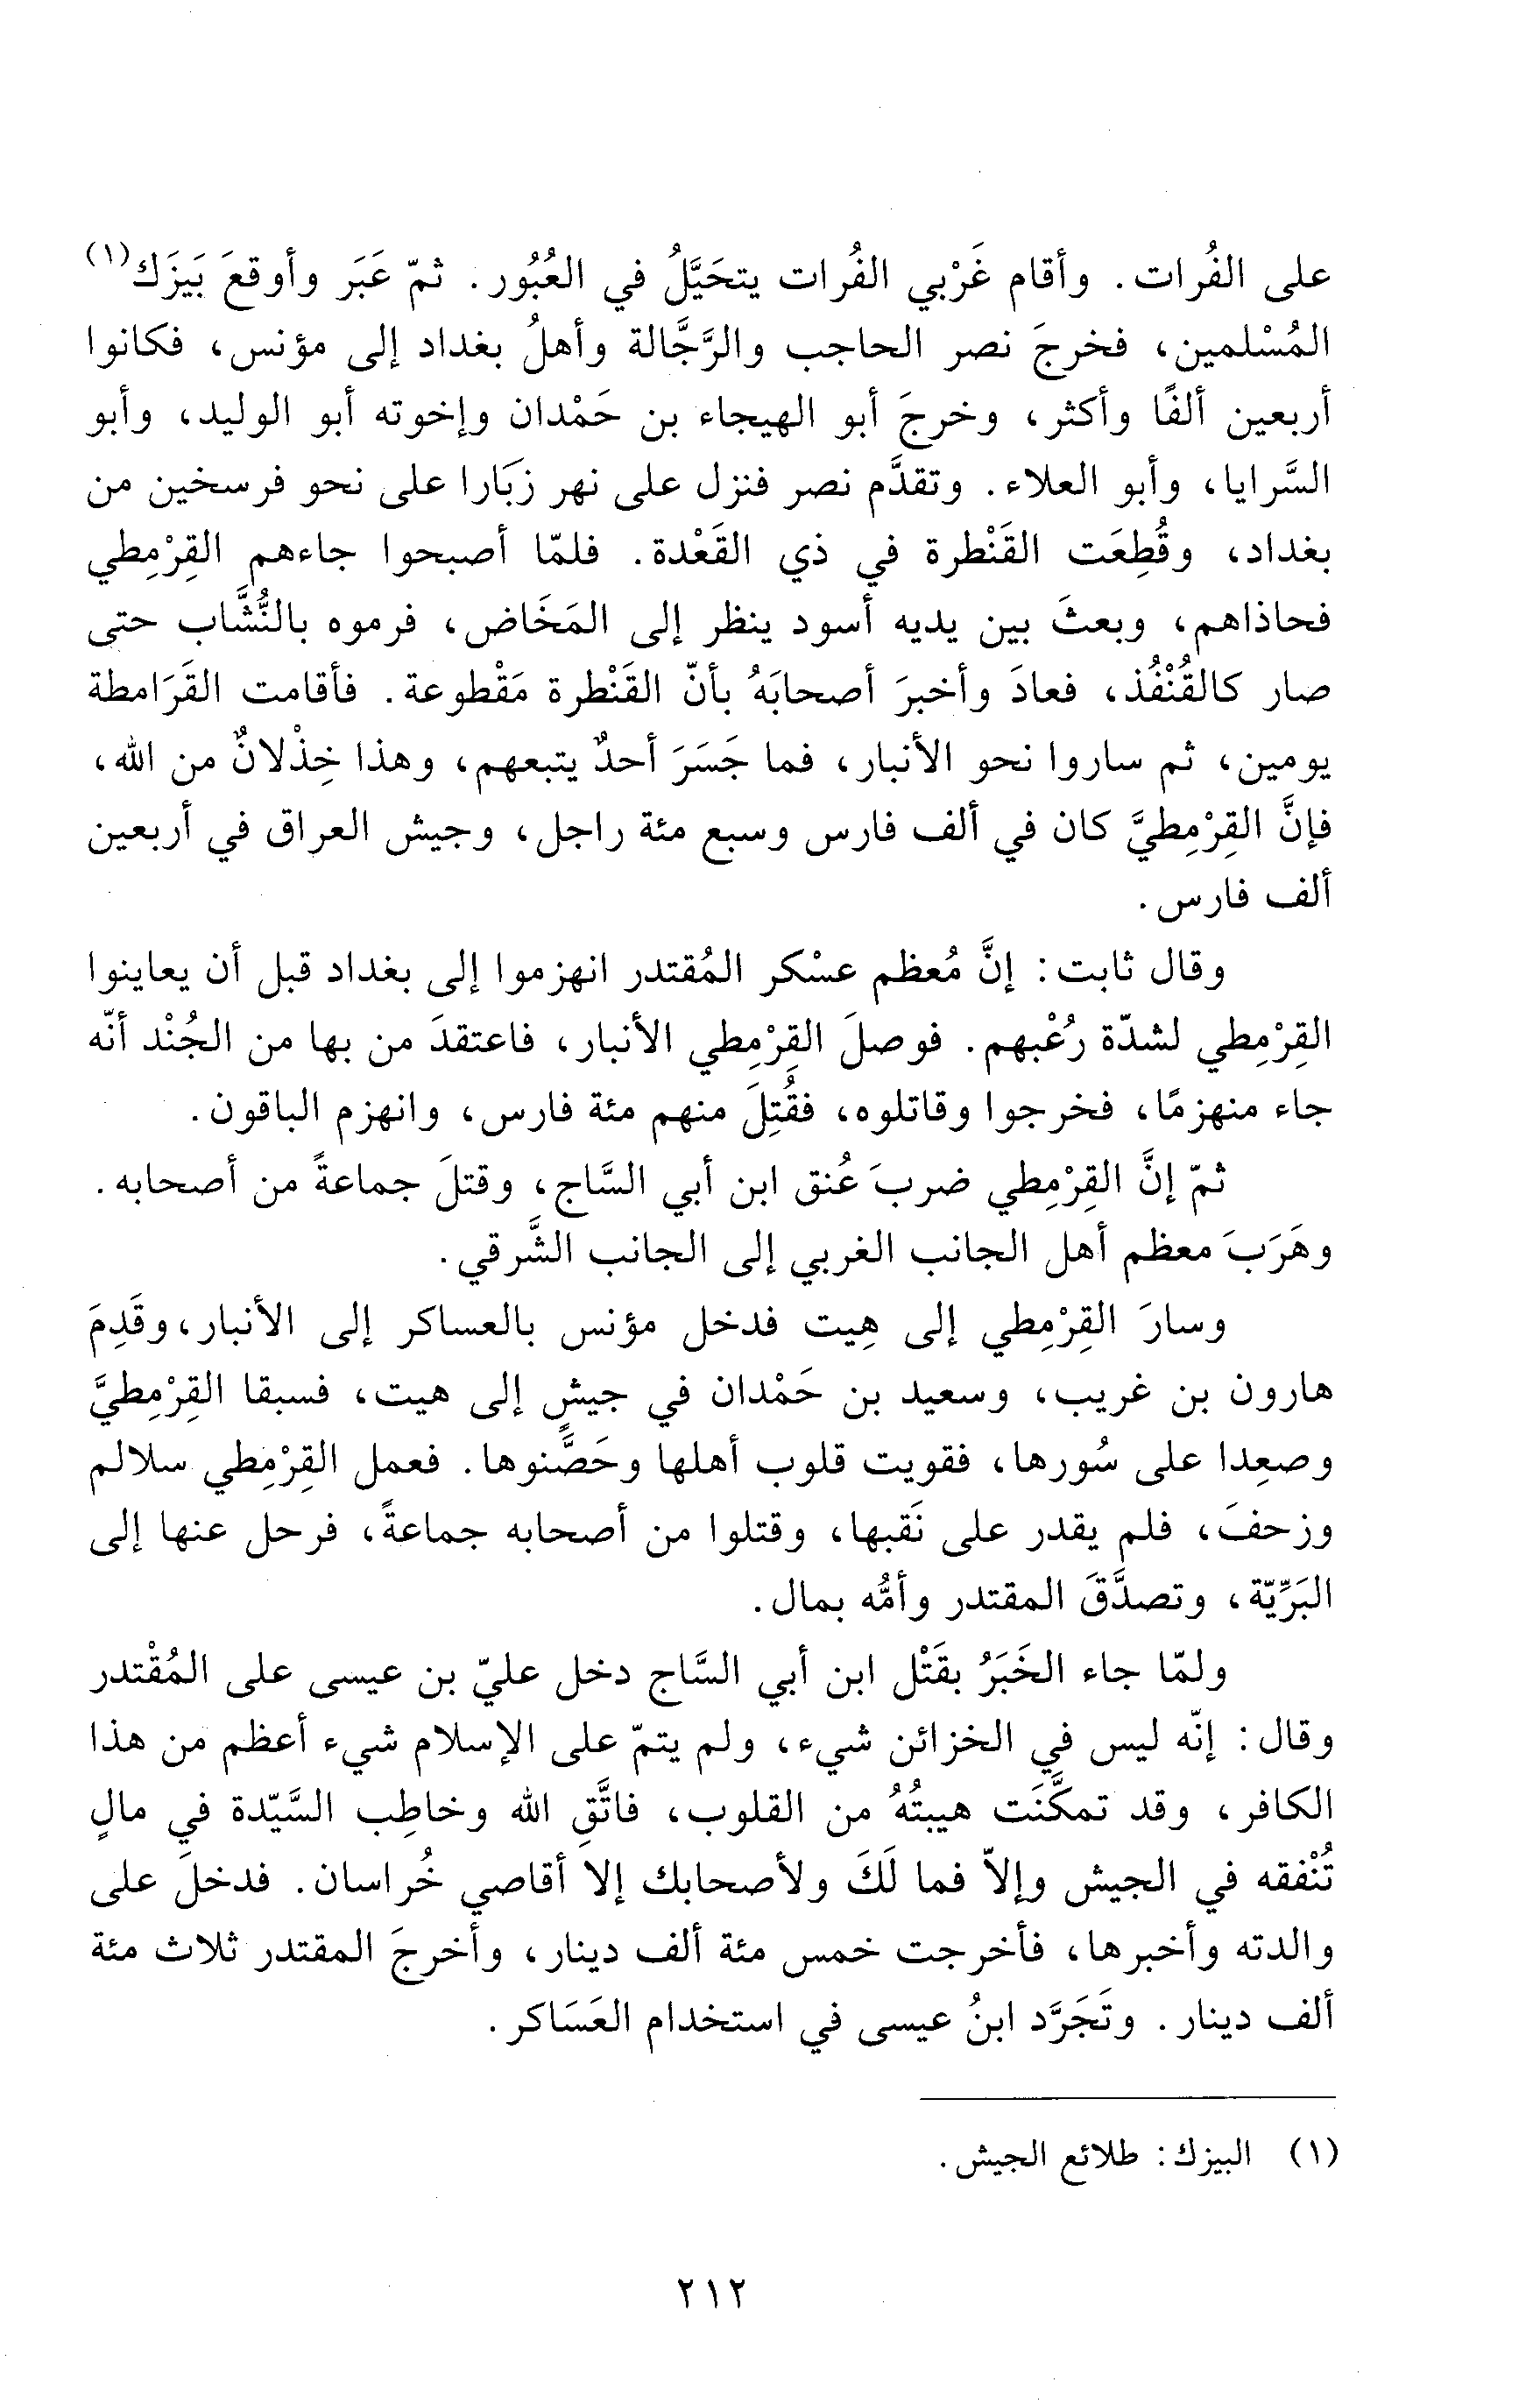 على الفُرات. وأقام غَرْبي الفُرات يتحَيَّلُ في العُبُور. ثمّ عَبَر وأوقعَ بَيزَك(١)
المُسْلمين، فخرجَ نصر الحاجب والرَّجَّالة وأهلُ بغداد إلى مؤنس، فكانوا
أربعين ألفًا وأكثر، وخرجَ أبو الهيجاء بن حَمْدان وإخوته أبو الوليد، وأبو
السَّرايا، وأبو العلاء. وتقدَّم نصر فنزل على نهر زبَارا على نحو فرسخين من
بغداد، وقُطِعَت القَنْطرة في ذي القَعْدة. فلمّا أصبحوا جاءهم القِرْمِطي
فحاذاهم، وبعثَ بين يديه أسود ينظر إلى المَخَاض، فرموه بالنُّشَّاب حتى
صار كالقُنْفُذ، فعادَ وأخبرَ أصحابَهُ بأنّ القَنْطرة مَقْطوعة. فأقامت القَرَامطة
يومين، ثم ساروا نحو الأنبار، فما جَسَرَ أحدٌ يتبعهم، وهذا خِذْلانٌ من الله،
فإنَّ القِرْمِطيَّ كان في ألف فارس وسبع مئة راجل، وجيش العراق في أربعين
ألف فارس.
وقال ثابت: إنَّ مُعظم عسْكر المُقتدر انهزموا إلى بغداد قبل أن يعاينوا
القِرْمِطي لشدّة رُعْبهم. فوصلَ القِرْمِطي الأنبار، فاعتقدَ من بها من الجُنْد أنّه
جاء منهزمًا، فخرجوا وقاتلوه، فقُتِلَ منهم مئة فارس، وانهزم الباقون.
ثمّ إنَّ القِرْمِطي ضربَ عُنق ابن أبي السَّاج، وقتلَ جماعةً من أصحابه.
وهَرَبَ معظم أهل الجانب الغربي إلى الجانب الشَّرقي.
وسارَ القِرْمِطي إلى هِيت فدخل مؤنس بالعساكر إلى الأنبار، وقَدِمَ
هارون بن غريب، وسعيد بن حَمْدان في جيشٍ إلى هيت، فسبقا القِرْمِطيَّ
وصعِدا على سُورها، فقويت قلوب أهلها وحَصَّنوها. فعمل القِرْمِطي سلالم
وزحفَ، فلم يقدر على نَقبها، وقتلوا من أصحابه جماعةً، فرحل عنها إلى
البَرِّيّة، وتصدَّقَ المقتدر وأمُّه بمال.
ولمّا جاء الخَبَرُ بقَتْل ابن أبي السَّاج دخل عليّ بن عيسى على المُقْتدر
وقال: إنّه ليس في الخزائن شيء، ولم يتمّ على الإسلام شيء أعظم من هذا
الكافر، وقد تمكَّنَت هيبتُهُ من القلوب، فاتَّقِ الله وخاطِب السَّيّدة في مالٍ
تُنْفقه في الجيش وإلاّ فما لَكَ ولأصحابك إلا أقاصي خُراسان. فدخلَ على
والدته وأخبرها، فأخرجت خمس مئة ألف دينار، وأخرجَ المقتدر ثلاث مئة
ألف دينار. وتَجَرَّد ابنُ عيسى في استخدام العَسَاكر.
(١) البيزك: طلائع الجيش.
٢١٢